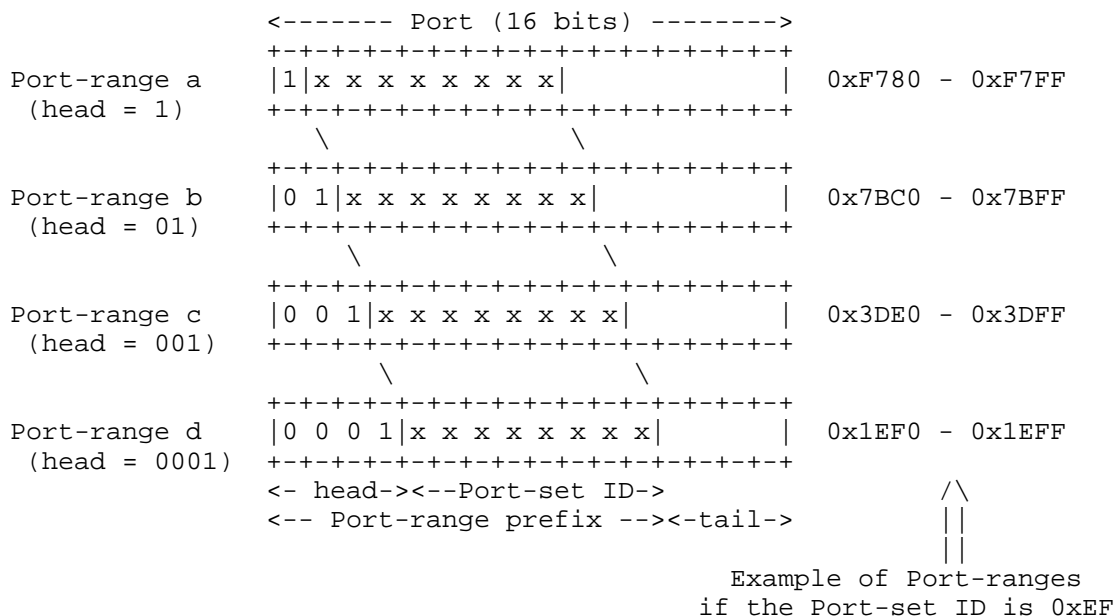 <------- Port (16 bits) -------->
+-+-+-+-+-+-+-+-+-+-+-+-+-+-+-+-+
Port-range a |1|x x x x x x x x| | 0xF780 - 0xF7FF
(head = 1) +-+-+-+-+-+-+-+-+-+-+-+-+-+-+-+-+
\ \
+-+-+-+-+-+-+-+-+-+-+-+-+-+-+-+-+
Port-range b |0 1|x x x x x x x x| | 0x7BC0 - 0x7BFF
(head = 01) +-+-+-+-+-+-+-+-+-+-+-+-+-+-+-+-+
\ \
+-+-+-+-+-+-+-+-+-+-+-+-+-+-+-+-+
Port-range c |0 0 1|x x x x x x x x| | 0x3DE0 - 0x3DFF
(head = 001) +-+-+-+-+-+-+-+-+-+-+-+-+-+-+-+-+
\ \
+-+-+-+-+-+-+-+-+-+-+-+-+-+-+-+-+
Port-range d |0 0 0 1|x x x x x x x x| | 0x1EF0 - 0x1EFF
(head = 0001) +-+-+-+-+-+-+-+-+-+-+-+-+-+-+-+-+
<- head-><--Port-set ID-> /\
<-- Port-range prefix --><-tail-> ||
||
Example of Port-ranges
if the Port-set ID is 0xEF